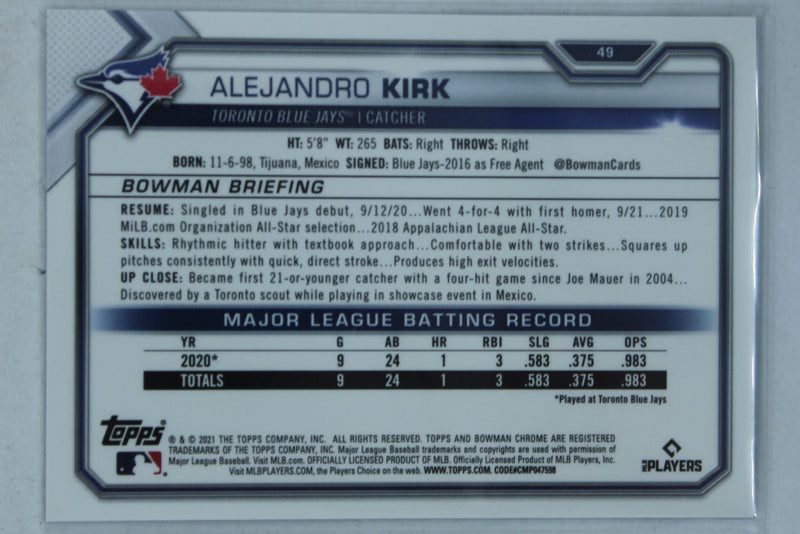 49
ALEJANDRO KIRK
TORONTO BLUE JAYS™ | CATCHER
HT: 5'8" WT: 265 BATS: Right THROWS: Right
BORN: 11-6-98, Tijuana, Mexico SIGNED: Blue Jays-2016 as Free Agent @BowmanCards
BOWMAN BRIEFING
RESUME: Singled in Blue Jays debut, 9/12/20...Went 4-for-4 with first homer, 9/21...2019
MiLB.com Organization All-Star selection...2018 Appalachian League All-Star.
SKILLS: Rhythmic hitter with textbook approach...Comfortable with two strikes...Squares up
pitches consistently with quick, direct stroke...Produces high exit velocities.
UP CLOSE: Became first 21-or-younger catcher with a four-hit game since Joe Mauer in 2004...
Discovered by a Toronto scout while playing in showcase event in Mexico.
MAJOR LEAGUE BATTING RECORD
YR G AB HR RBI SLG AVG OPS
2020* 9 24 1 3 .583 .375 .983
TOTALS 9 24 1 3 .583 .375 .983
*Played at Toronto Blue Jays
Topps
® & © 2021 THE TOPPS COMPANY, INC. ALL RIGHTS RESERVED. TOPPS AND BOWMAN CHROME ARE REGISTERED
TRADEMARKS OF THE TOPPS COMPANY, INC. Major League Baseball trademarks and copyrights are used with permission of
Major League Baseball. Visit MLB.com. OFFICIALLY LICENSED PRODUCT OF MLB. Officially Licensed Product of MLB Players, Inc.
Visit MLBPLAYERS.COM, the Players Choice on the web. WWW.TOPPS.COM. CODE#CMP047598
MLB PLAYERS